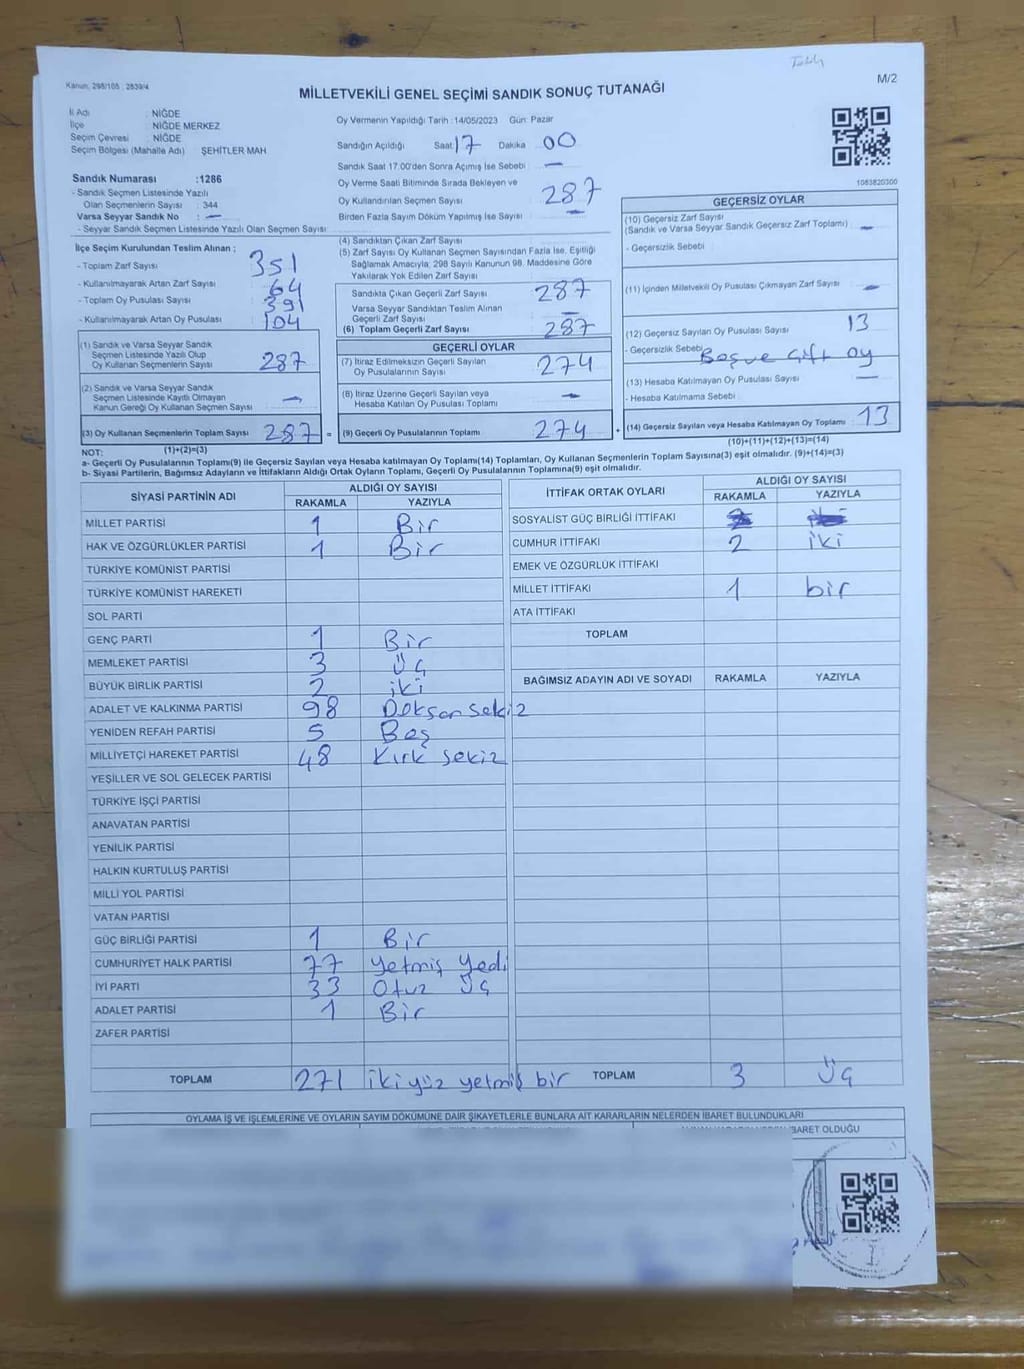 Kanun, 298/105 ; 2839/4
M/2
MİLLETVEKİLİ GENEL SEÇİMİ SANDIK SONUÇ TUTANAĞI
İl Adı : NİĞDE
İlçe : NİĞDE MERKEZ
Seçim Çevresi : NİĞDE
Seçim Bölgesi (Mahalle Adı) ŞEHİTLER MAH
Oy Vermenin Yapıldığı Tarih : 14/05/2023 Gün: Pazar
Sandığın Açıldığı Saat 17 Dakika 00
Sandık Saat 17.00'den Sonra Açılmış İse Sebebi : —
Oy Verme Saati Bitiminde Sırada Bekleyen ve
Oy Kullandırılan Seçmen Sayısı : 287
Birden Fazla Sayım Döküm Yapılmış İse Sayısı : —
1083820300
Sandık Numarası :1286
- Sandık Seçmen Listesinde Yazılı
Olan Seçmenlerin Sayısı : 344
Varsa Seyyar Sandık No : —
- Seyyar Sandık Seçmen Listesinde Yazılı Olan Seçmen Sayısı :
İlçe Seçim Kurulundan Teslim Alınan ;
- Toplam Zarf Sayısı : 351
- Kullanılmayarak Artan Zarf Sayısı : 64
- Toplam Oy Pusulası Sayısı : 391
- Kullanılmayarak Artan Oy Pusulası : 104
(1) Sandık ve Varsa Seyyar Sandık
Seçmen Listesinde Yazılı Olup
Oy Kullanan Seçmenlerin Sayısı : 287
(2) Sandık ve Varsa Seyyar Sandık
Seçmen Listesinde Kayıtlı Olmayan
Kanun Gereği Oy Kullanan Seçmen Sayısı : —
(3) Oy Kullanan Seçmenlerin Toplam Sayısı : 287 =
(4) Sandıktan Çıkan Zarf Sayısı
(5) Zarf Sayısı Oy Kullanan Seçmen Sayısından Fazla İse, Eşitliği
Sağlamak Amacıyla; 298 Sayılı Kanunun 98. Maddesine Göre
Yakılarak Yok Edilen Zarf Sayısı
Sandıkta Çıkan Geçerli Zarf Sayısı : 287
Varsa Seyyar Sandıktan Teslim Alınan
Geçerli Zarf Sayısı : —
(6) Toplam Geçerli Zarf Sayısı : 287
GEÇERLİ OYLAR
(7) İtiraz Edilmeksizin Geçerli Sayılan
Oy Pusulalarının Sayısı : 274
(8) İtiraz Üzerine Geçerli Sayılan veya
Hesaba Katılan Oy Pusulaları Toplamı : —
(9) Geçerli Oy Pusulalarının Toplamı : 274 +
GEÇERSİZ OYLAR
(10) Geçersiz Zarf Sayısı
(Sandık ve Varsa Seyyar Sandık Geçersiz Zarf Toplamı) : —
- Geçersizlik Sebebi
(11) İçinden Milletvekili Oy Pusulası Çıkmayan Zarf Sayısı : —
(12) Geçersiz Sayılan Oy Pusulası Sayısı : 13
- Geçersizlik Sebebi Boş ve Çift oy
(13) Hesaba Katılmayan Oy Pusulası Sayısı : —
- Hesaba Katılmama Sebebi :
(14) Geçersiz Sayılan veya Hesaba Katılmayan Oy Toplamı : 13
NOT: (1)+(2)=(3) (10)+(11)+(12)+(13)=(14)
a- Geçerli Oy Pusulalarının Toplamı(9) ile Geçersiz Sayılan veya Hesaba Katılmayan Oy Toplamı(14) Toplamları, Oy Kullanan Seçmenlerin Toplam Sayısına(3) eşit olmalıdır. (9)+(14)=(3)
b- Siyasi Partilerin, Bağımsız Adayların ve İttifakların Aldığı Ortak Oyların Toplamı, Geçerli Oy Pusulalarının Toplamına(9) eşit olmalıdır.
SİYASİ PARTİNİN ADI ALDIĞI OY SAYISI
RAKAMLA YAZIYLA
MİLLET PARTİSİ 1 Bir
HAK VE ÖZGÜRLÜKLER PARTİSİ 1 Bir
TÜRKİYE KOMÜNİST PARTİSİ
TÜRKİYE KOMÜNİST HAREKETİ
SOL PARTİ
GENÇ PARTİ 1 Bir
MEMLEKET PARTİSİ 3 Üç
BÜYÜK BİRLİK PARTİSİ 2 iki
ADALET VE KALKINMA PARTİSİ 98 Doksan sekiz
YENİDEN REFAH PARTİSİ 5 Beş
MİLLİYETÇİ HAREKET PARTİSİ 48 Kırk sekiz
YEŞİLLER VE SOL GELECEK PARTİSİ
TÜRKİYE İŞÇİ PARTİSİ
ANAVATAN PARTİSİ
YENİLİK PARTİSİ
HALKIN KURTULUŞ PARTİSİ
MİLLİ YOL PARTİSİ
VATAN PARTİSİ
GÜÇ BİRLİĞİ PARTİSİ 1 Bir
CUMHURİYET HALK PARTİSİ 77 Yetmiş Yedi
İYİ PARTİ 33 Otuz Üç
ADALET PARTİSİ 1 Bir
ZAFER PARTİSİ
TOPLAM 271 iki yüz yetmiş bir
İTTİFAK ORTAK OYLARI ALDIĞI OY SAYISI
RAKAMLA YAZIYLA
SOSYALİST GÜÇ BİRLİĞİ İTTİFAKI
CUMHUR İTTİFAKI 2 iki
EMEK VE ÖZGÜRLÜK İTTİFAKI
MİLLET İTTİFAKI 1 bir
ATA İTTİFAKI
TOPLAM
BAĞIMSIZ ADAYIN ADI VE SOYADI RAKAMLA YAZIYLA
TOPLAM 3 Üç
OYLAMA İŞ VE İŞLEMLERİNE VE OYLARIN SAYIM DÖKÜMÜNE DAİR ŞİKAYETLERLE BUNLARA AİT KARARLARIN NELERDEN İBARET BULUNDUKLARI
İBARET OLDUĞU